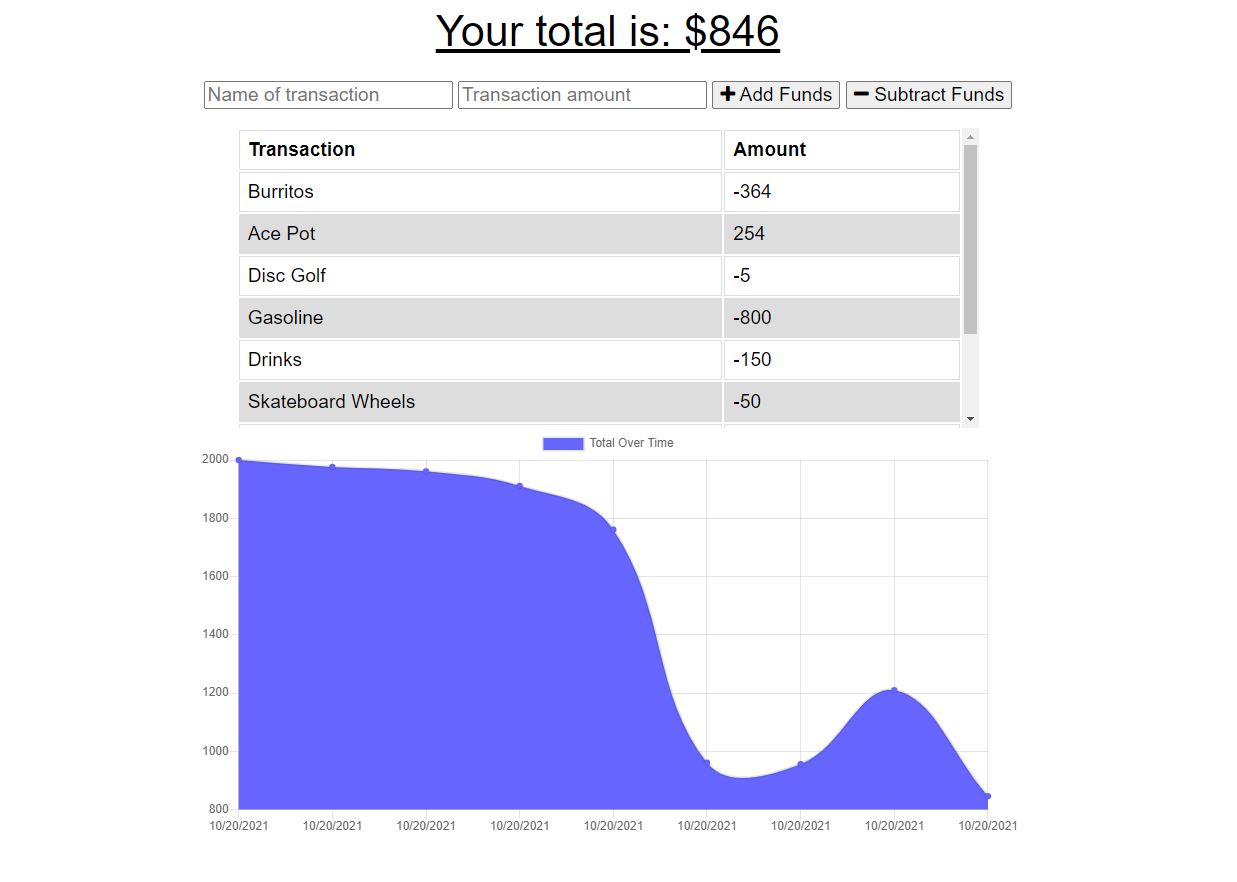 Your total is: $846
Name of transaction Transaction amount Add Funds Subtract Funds
Transaction Amount
Burritos -364
Ace Pot 254
Disc Golf -5
Gasoline -800
Drinks -150
Skateboard Wheels -50
Total Over Time
2000
1800
1600
1400
1200
1000
800
10/20/2021 10/20/2021 10/20/2021 10/20/2021 10/20/2021 10/20/2021 10/20/2021 10/20/2021 10/20/2021